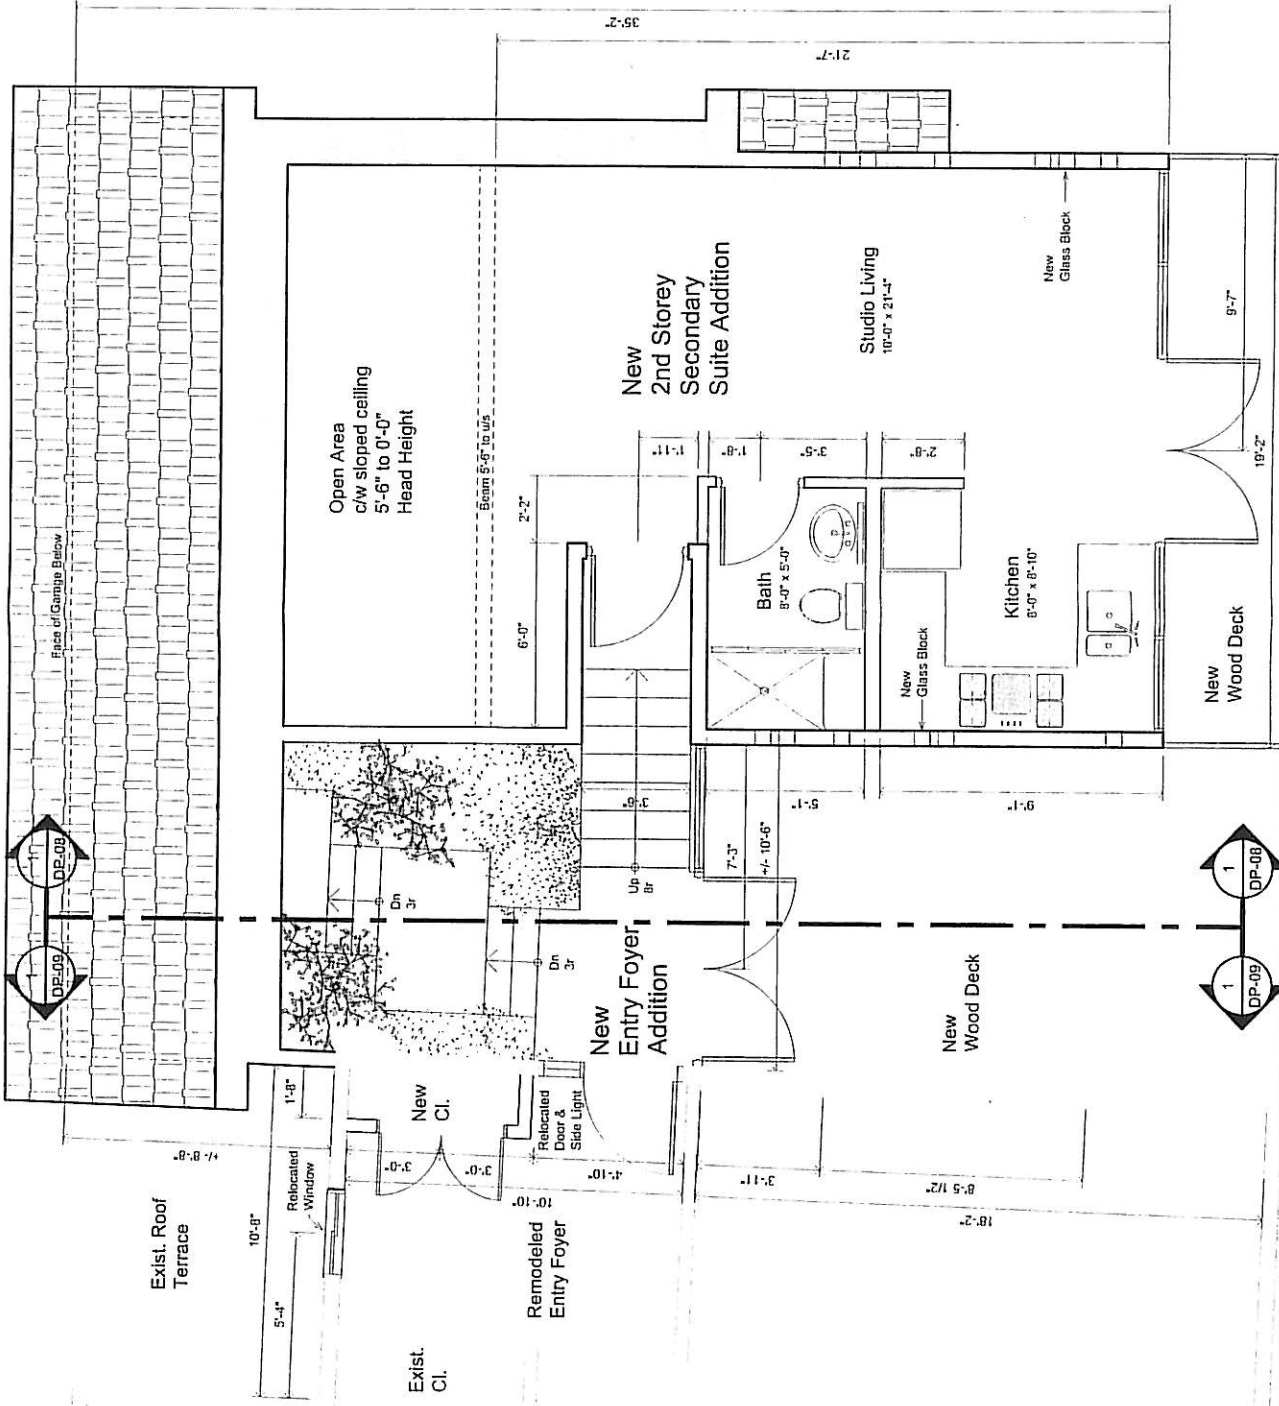 35'-2"
21'-7"
Face of Garage Below
Open Area
c/w sloped ceiling
5'-6" to 0'-0"
Head Height
Beam 5'-6" to u/s
New
2nd Storey
Secondary
Suite Addition
Studio Living
10'-0" x 21'-4"
New
Glass Block
9'-7"
19'-2"
2'-2"
6'-0"
1'-11"
1'-8"
3'-5"
2'-8"
Bath
8'-0" x 5'-0"
Kitchen
8'-0" x 8'-10"
New
Glass Block
New
Wood Deck
3'-6"
5'-1"
9'-1"
Up
8r
7'-3"
+/- 10'-6"
Dn
3r
Dn
3r
1
DP-08
1
DP-09
1
DP-08
1
DP-09
New
Entry Foyer
Addition
New
Wood Deck
New
Cl.
Relocated
Door &
Side Light
1'-8"
+/- 8'-8"
3'-0"
3'-0"
4'-10"
10'-10"
3'-11"
8'-5 1/2"
18'-2"
Relocated
Window
Exist. Roof
Terrace
10'-8"
5'-4"
Remodeled
Entry Foyer
Exist.
Cl.